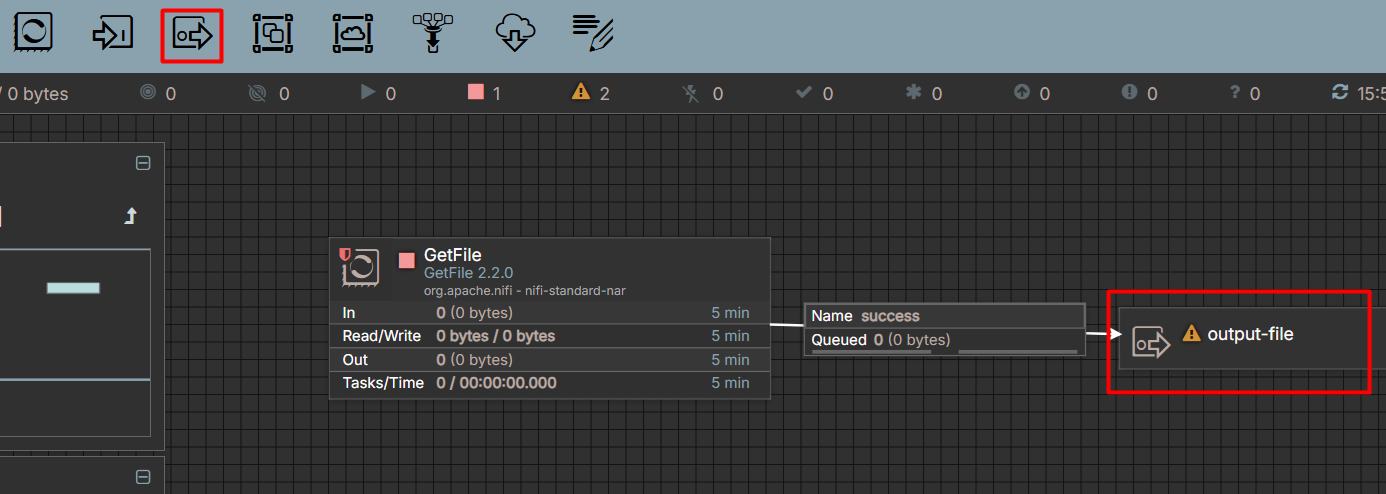 / 0 bytes 0 0 0 1 2 0 0 0 0 0 0 15:5
GetFile
GetFile 2.2.0
org.apache.nifi - nifi-standard-nar
In 0 (0 bytes) 5 min
Read/Write 0 bytes / 0 bytes 5 min
Out 0 (0 bytes) 5 min
Tasks/Time 0 / 00:00:00.000 5 min
Name success
Queued 0 (0 bytes)
output-file